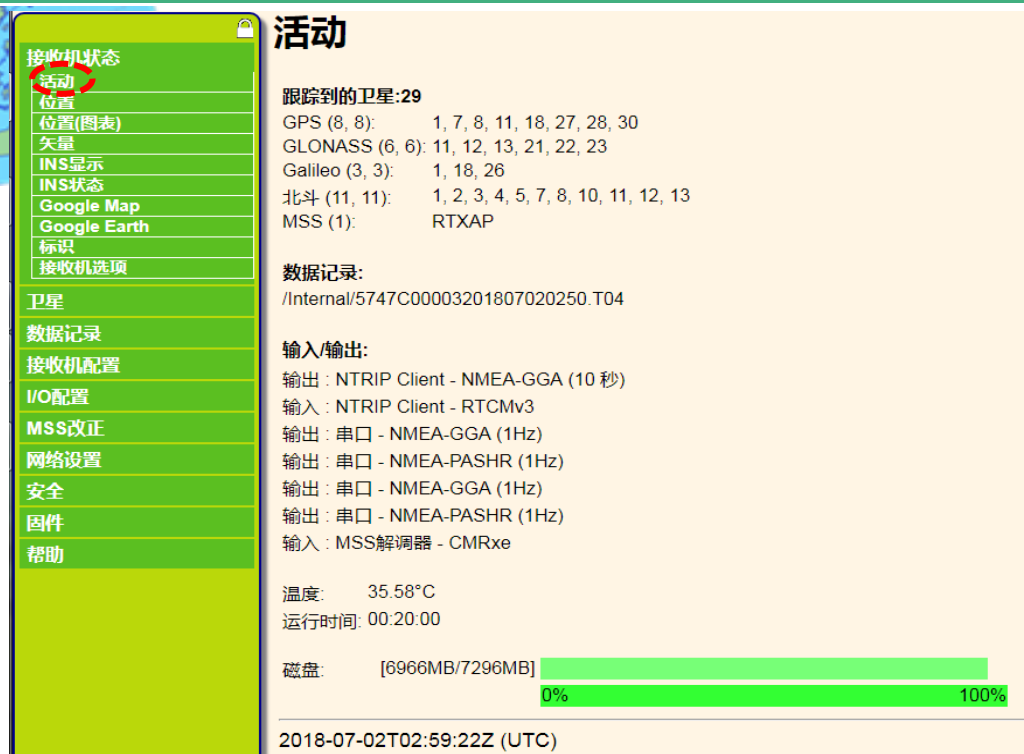 接收机状态
活动
位置
位置(图表)
矢量
INS显示
INS状态
Google Map
Google Earth
标识
接收机选项
卫星
数据记录
接收机配置
I/O配置
MSS改正
网络设置
安全
固件
帮助
活动
跟踪到的卫星:29
GPS (8, 8): 1, 7, 8, 11, 18, 27, 28, 30
GLONASS (6, 6): 11, 12, 13, 21, 22, 23
Galileo (3, 3): 1, 18, 26
北斗 (11, 11): 1, 2, 3, 4, 5, 7, 8, 10, 11, 12, 13
MSS (1): RTXAP
数据记录:
/Internal/5747C00003201807020250.T04
输入/输出:
输出 : NTRIP Client - NMEA-GGA (10 秒)
输入 : NTRIP Client - RTCMv3
输出 : 串口 - NMEA-GGA (1Hz)
输出 : 串口 - NMEA-PASHR (1Hz)
输出 : 串口 - NMEA-GGA (1Hz)
输出 : 串口 - NMEA-PASHR (1Hz)
输入 : MSS解调器 - CMRxe
温度: 35.58°C
运行时间: 00:20:00
磁盘: [6966MB/7296MB]
0% 100%
2018-07-02T02:59:22Z (UTC)